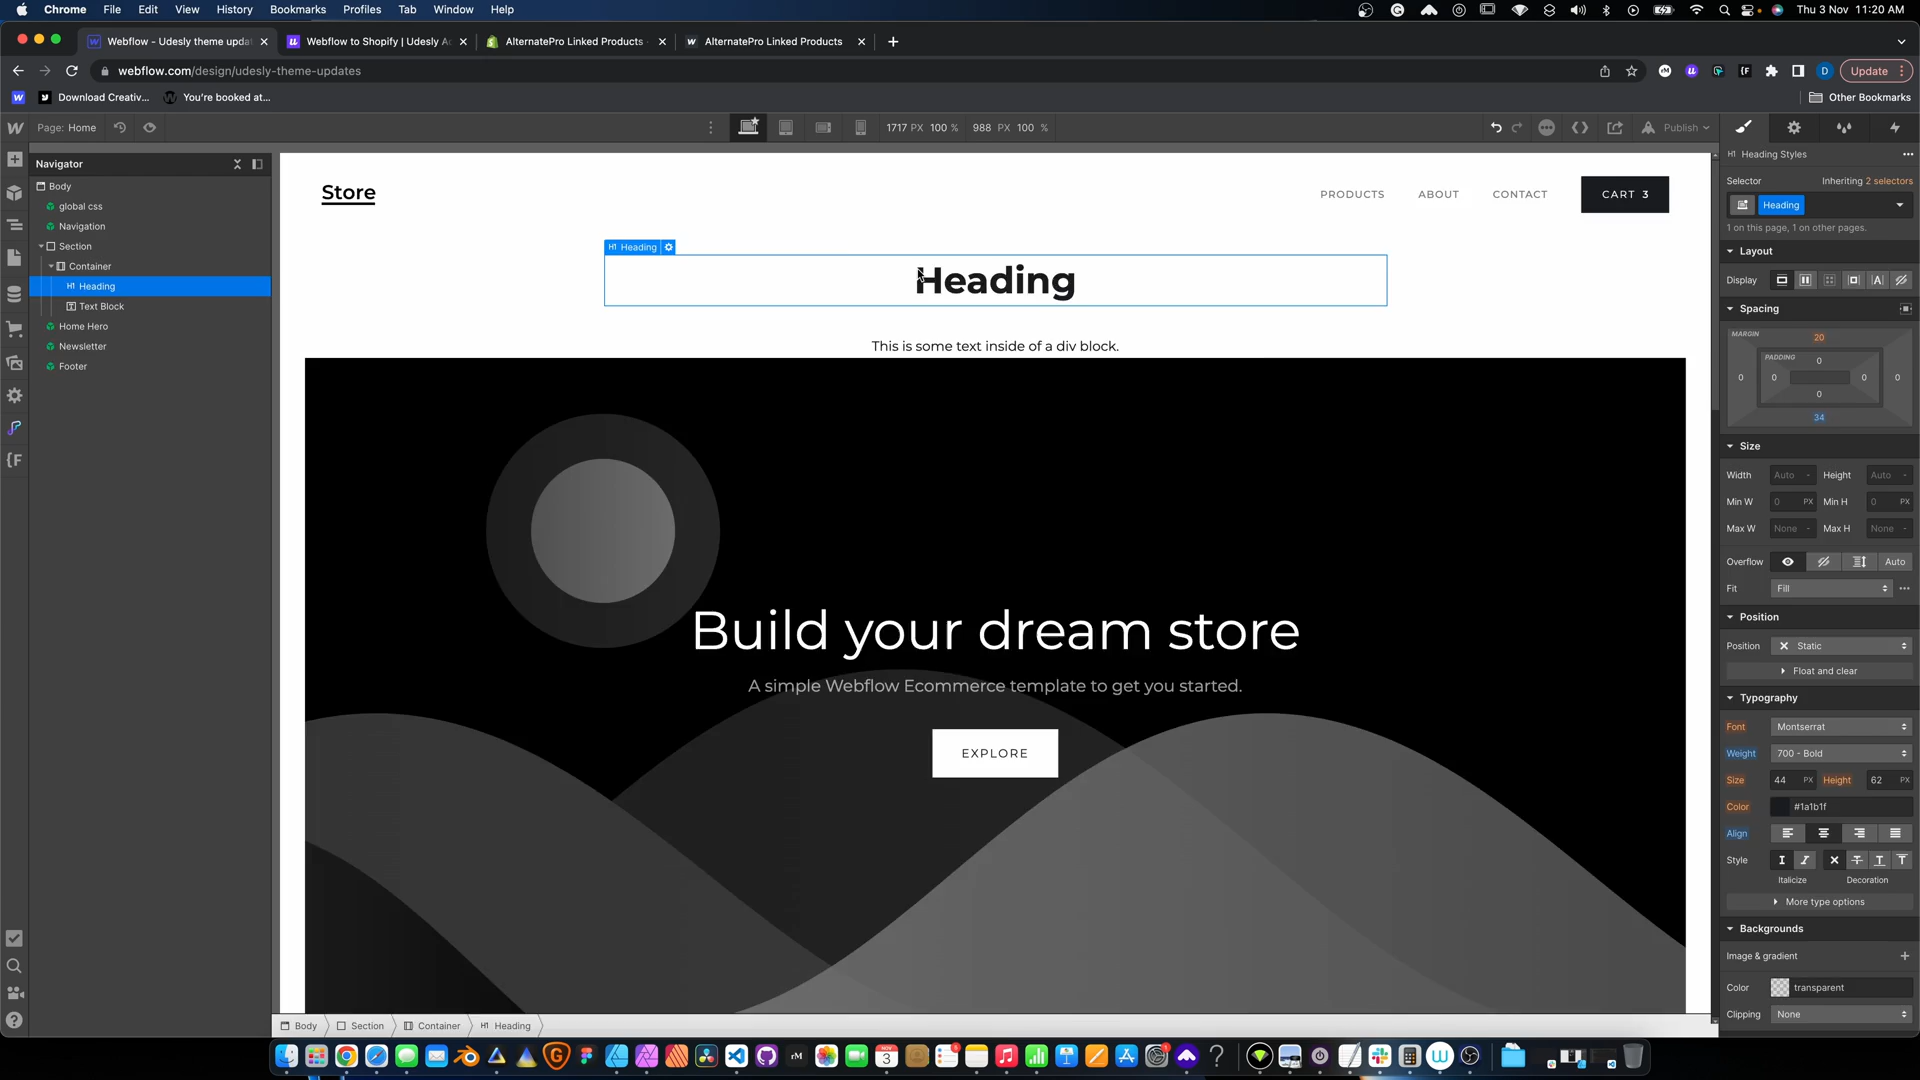 Chrome File Edit View History Bookmarks Profiles Tab Window Help Thu 3 Nov 11:20 AM
Webflow - Udesly theme updat Webflow to Shopify | Udesly A AlternatePro Linked Products AlternatePro Linked Products
webflow.com/design/udesly-theme-updates Update
Download Creativ... You're booked at... Other Bookmarks
Page: Home 1717 PX 100 % 988 PX 100 % Publish
Navigator
Body
global css
Navigation
Section
Container
H1 Heading
Text Block
Home Hero
Newsletter
Footer
Store PRODUCTS ABOUT CONTACT CART 3
H1 Heading
Heading
This is some text inside of a div block.
Build your dream store
A simple Webflow Ecommerce template to get you started.
EXPLORE
Body Section Container H1 Heading
H1 Heading Styles
Selector Inheriting 2 selectors
Heading
1 on this page, 1 on other pages.
Layout
Display
Spacing
MARGIN 20
PADDING 0
0 0 0 0
0
34
Size
Width Auto - Height Auto -
Min W 0 PX Min H 0 PX
Max W None - Max H None -
Overflow Auto
Fit Fill
Position
Position Static
Float and clear
Typography
Font Montserrat
Weight 700 - Bold
Size 44 PX Height 62 PX
Color #1a1b1f
Align
Style
Italicize Decoration
More type options
Backgrounds
Image & gradient
Color transparent
Clipping None